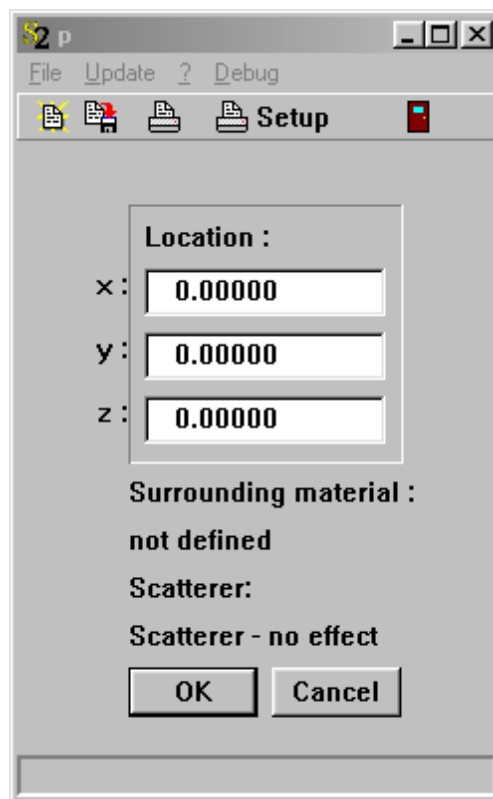 S2 p
File Update ? Debug
Setup
Location :
x : 0.00000
y : 0.00000
z : 0.00000
Surrounding material :
not defined
Scatterer:
Scatterer - no effect
OK Cancel